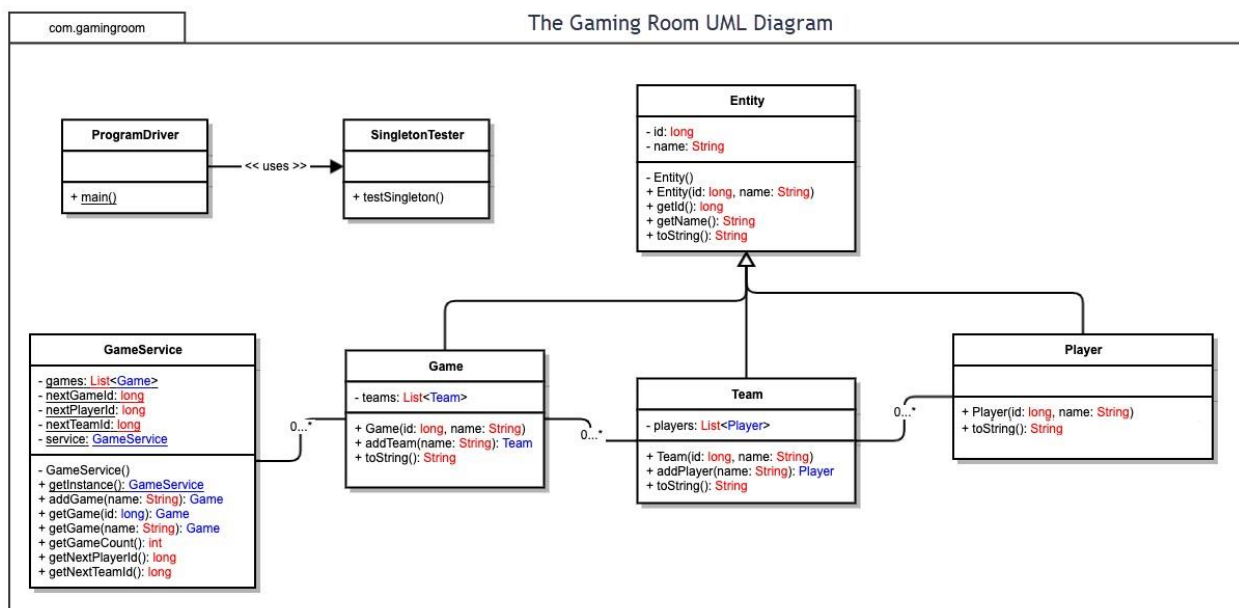 com.gamingroom
The Gaming Room UML Diagram
ProgramDriver
+ main()
<< uses >>
SingletonTester
+ testSingleton()
Entity
- id: long
- name: String
- Entity()
+ Entity(id: long, name: String)
+ getId(): long
+ getName(): String
+ toString(): String
GameService
- games: List<Game>
- nextGameId: long
- nextPlayerId: long
- nextTeamId: long
- service: GameService
- GameService()
+ getInstance(): GameService
+ addGame(name: String): Game
+ getGame(id: long): Game
+ getGame(name: String): Game
+ getGameCount(): int
+ getNextPlayerId(): long
+ getNextTeamId(): long
0...*
Game
- teams: List<Team>
+ Game(id: long, name: String)
+ addTeam(name: String): Team
+ toString(): String
0...*
Team
- players: List<Player>
+ Team(id: long, name: String)
+ addPlayer(name: String): Player
+ toString(): String
0...*
Player
+ Player(id: long, name: String)
+ toString(): String